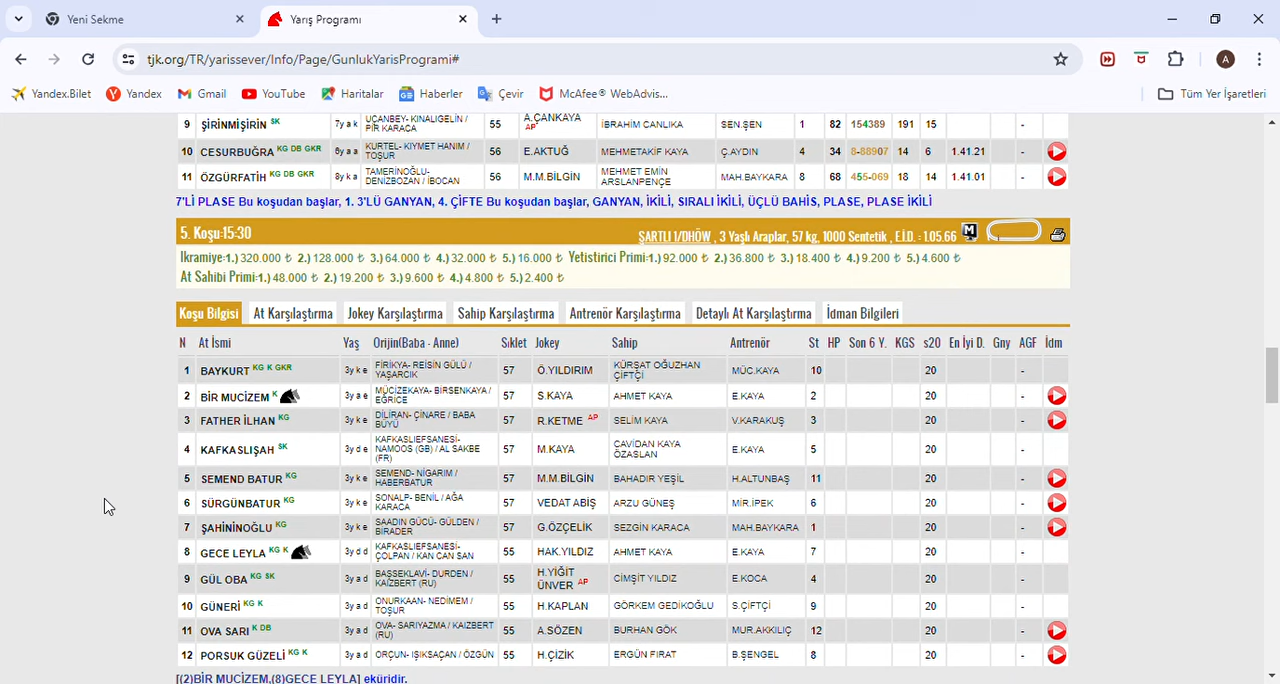 Yeni Sekme
Yarış Programı
tjk.org/TR/yarissever/Info/Page/GunlukYarisProgrami#
A
Yandex.Bilet Yandex Gmail YouTube Haritalar Haberler Çevir McAfee® WebAdvis... Tüm Yer İşaretleri
9 ŞİRİNMİŞİRİN SK 7y a k UÇANBEY- KINALIGELİN / PİR KARACA 55 A.ÇANKAYA AP İBRAHİM CANLIKA SEN.ŞEN 1 82 154389 191 15 -
10 CESURBUĞRA KG DB GKR 8y a a KURTEL- KIYMET HANIM / TOŞUR 56 E.AKTUĞ MEHMETAKİF KAYA Ç.AYDIN 4 34 8-88907 14 6 1.41.21 -
11 ÖZGÜRFATİH KG DB GKR 8y k a TAMERİNOĞLU- DENİZBOZAN / İBOCAN 56 M.M.BİLGİN MEHMET EMİN ARSLANPENÇE MAH.BAYKARA 8 68 455-069 18 14 1.41.01 -
7'Lİ PLASE Bu koşudan başlar, 1. 3'LÜ GANYAN, 4. ÇİFTE Bu koşudan başlar, GANYAN, İKİLİ, SIRALI İKİLİ, ÜÇLÜ BAHİS, PLASE, PLASE İKİLİ
5. Koşu:15:30 ŞARTLI 1/DHÖW , 3 Yaşlı Araplar, 57 kg, 1000 Sentetik , E.İ.D. : 1.05.66 M
Ikramiye:1.) 320.000 ₺ 2.) 128.000 ₺ 3.) 64.000 ₺ 4.) 32.000 ₺ 5.) 16.000 ₺ Yetistirici Primi:1.) 92.000 ₺ 2.) 36.800 ₺ 3.) 18.400 ₺ 4.) 9.200 ₺ 5.) 4.600 ₺
At Sahibi Primi:1.) 48.000 ₺ 2.) 19.200 ₺ 3.) 9.600 ₺ 4.) 4.800 ₺ 5.) 2.400 ₺
Koşu Bilgisi At Karşılaştırma Jokey Karşılaştırma Sahip Karşılaştırma Antrenör Karşılaştırma Detaylı At Karşılaştırma İdman Bilgileri
N At İsmi Yaş Orijin(Baba - Anne) Sıklet Jokey Sahip Antrenör St HP Son 6 Y. KGS s20 En İyi D. Gny AGF İdm
1 BAYKURT KG K GKR 3y k e FİRİKYA- REİSİN GÜLÜ / YAŞARCIK 57 Ö.YILDIRIM KÜRŞAT OĞUZHAN ÇİFTÇİ MÜC.KAYA 10 20 -
2 BİR MUCİZEM K 3y a e MÜCİZEKAYA- BİRSENKAYA / EĞRİCE 57 S.KAYA AHMET KAYA E.KAYA 2 20 -
3 FATHER İLHAN KG 3y k e DİLİRAN- ÇİNARE / BABA BÜYÜ 57 R.KETME AP SELİM KAYA V.KARAKUŞ 3 20 -
4 KAFKASLIŞAH SK 3y d e KAFKASLIEFSANESİ- NAMOOS (GB) / AL SAKBE (FR) 57 M.KAYA ÇAVİDAN KAYA ÖZASLAN E.KAYA 5 20 -
5 SEMEND BATUR KG 3y k e SEMEND- NİGARIM / HABERBATUR 57 M.M.BİLGİN BAHADIR YEŞİL H.ALTUNBAŞ 11 20 -
6 SÜRGÜNBATUR KG 3y k e SONALP- BENİL / AĞA KARACA 57 VEDAT ABİŞ ARZU GÜNEŞ MİR.İPEK 6 20 -
7 ŞAHİNİNOĞLU KG 3y k e SAADIN GÜCÜ- GÜLDEN / BİRADER 57 G.ÖZÇELİK SEZGİN KARACA MAH.BAYKARA 1 20 -
8 GECE LEYLA KG K 3y d d KAFKASLIEFSANESİ- ÇOLPAN / KAN CAN SAN 55 HAK.YILDIZ AHMET KAYA E.KAYA 7 20 -
9 GÜL OBA KG SK 3y a d BAŞSEKLAVİ- DURDEN / KAİZBERT (RU) 55 H.YİĞİT ÜNVER AP CİMŞİT YILDIZ E.KOCA 4 20 -
10 GÜNERİ KG K 3y a d ONURKAAN- NEDİMEM / TOŞUR 55 H.KAPLAN GÖRKEM GEDİKOĞLU S.ÇİFTÇİ 9 20 -
11 OVA SARI K DB 3y a d OVA- SARIYAZMA / KAIZBERT (RU) 55 A.SÖZEN BURHAN GÖK MUR.AKKILIÇ 12 20 -
12 PORSUK GÜZELİ KG K 3y a d ORÇUN- IŞIKSAÇAN / ÖZGÜN 55 H.ÇİZİK ERGÜN FIRAT B.ŞENGEL 8 20 -
[(2)BİR MUCİZEM,(8)GECE LEYLA] eküridir.